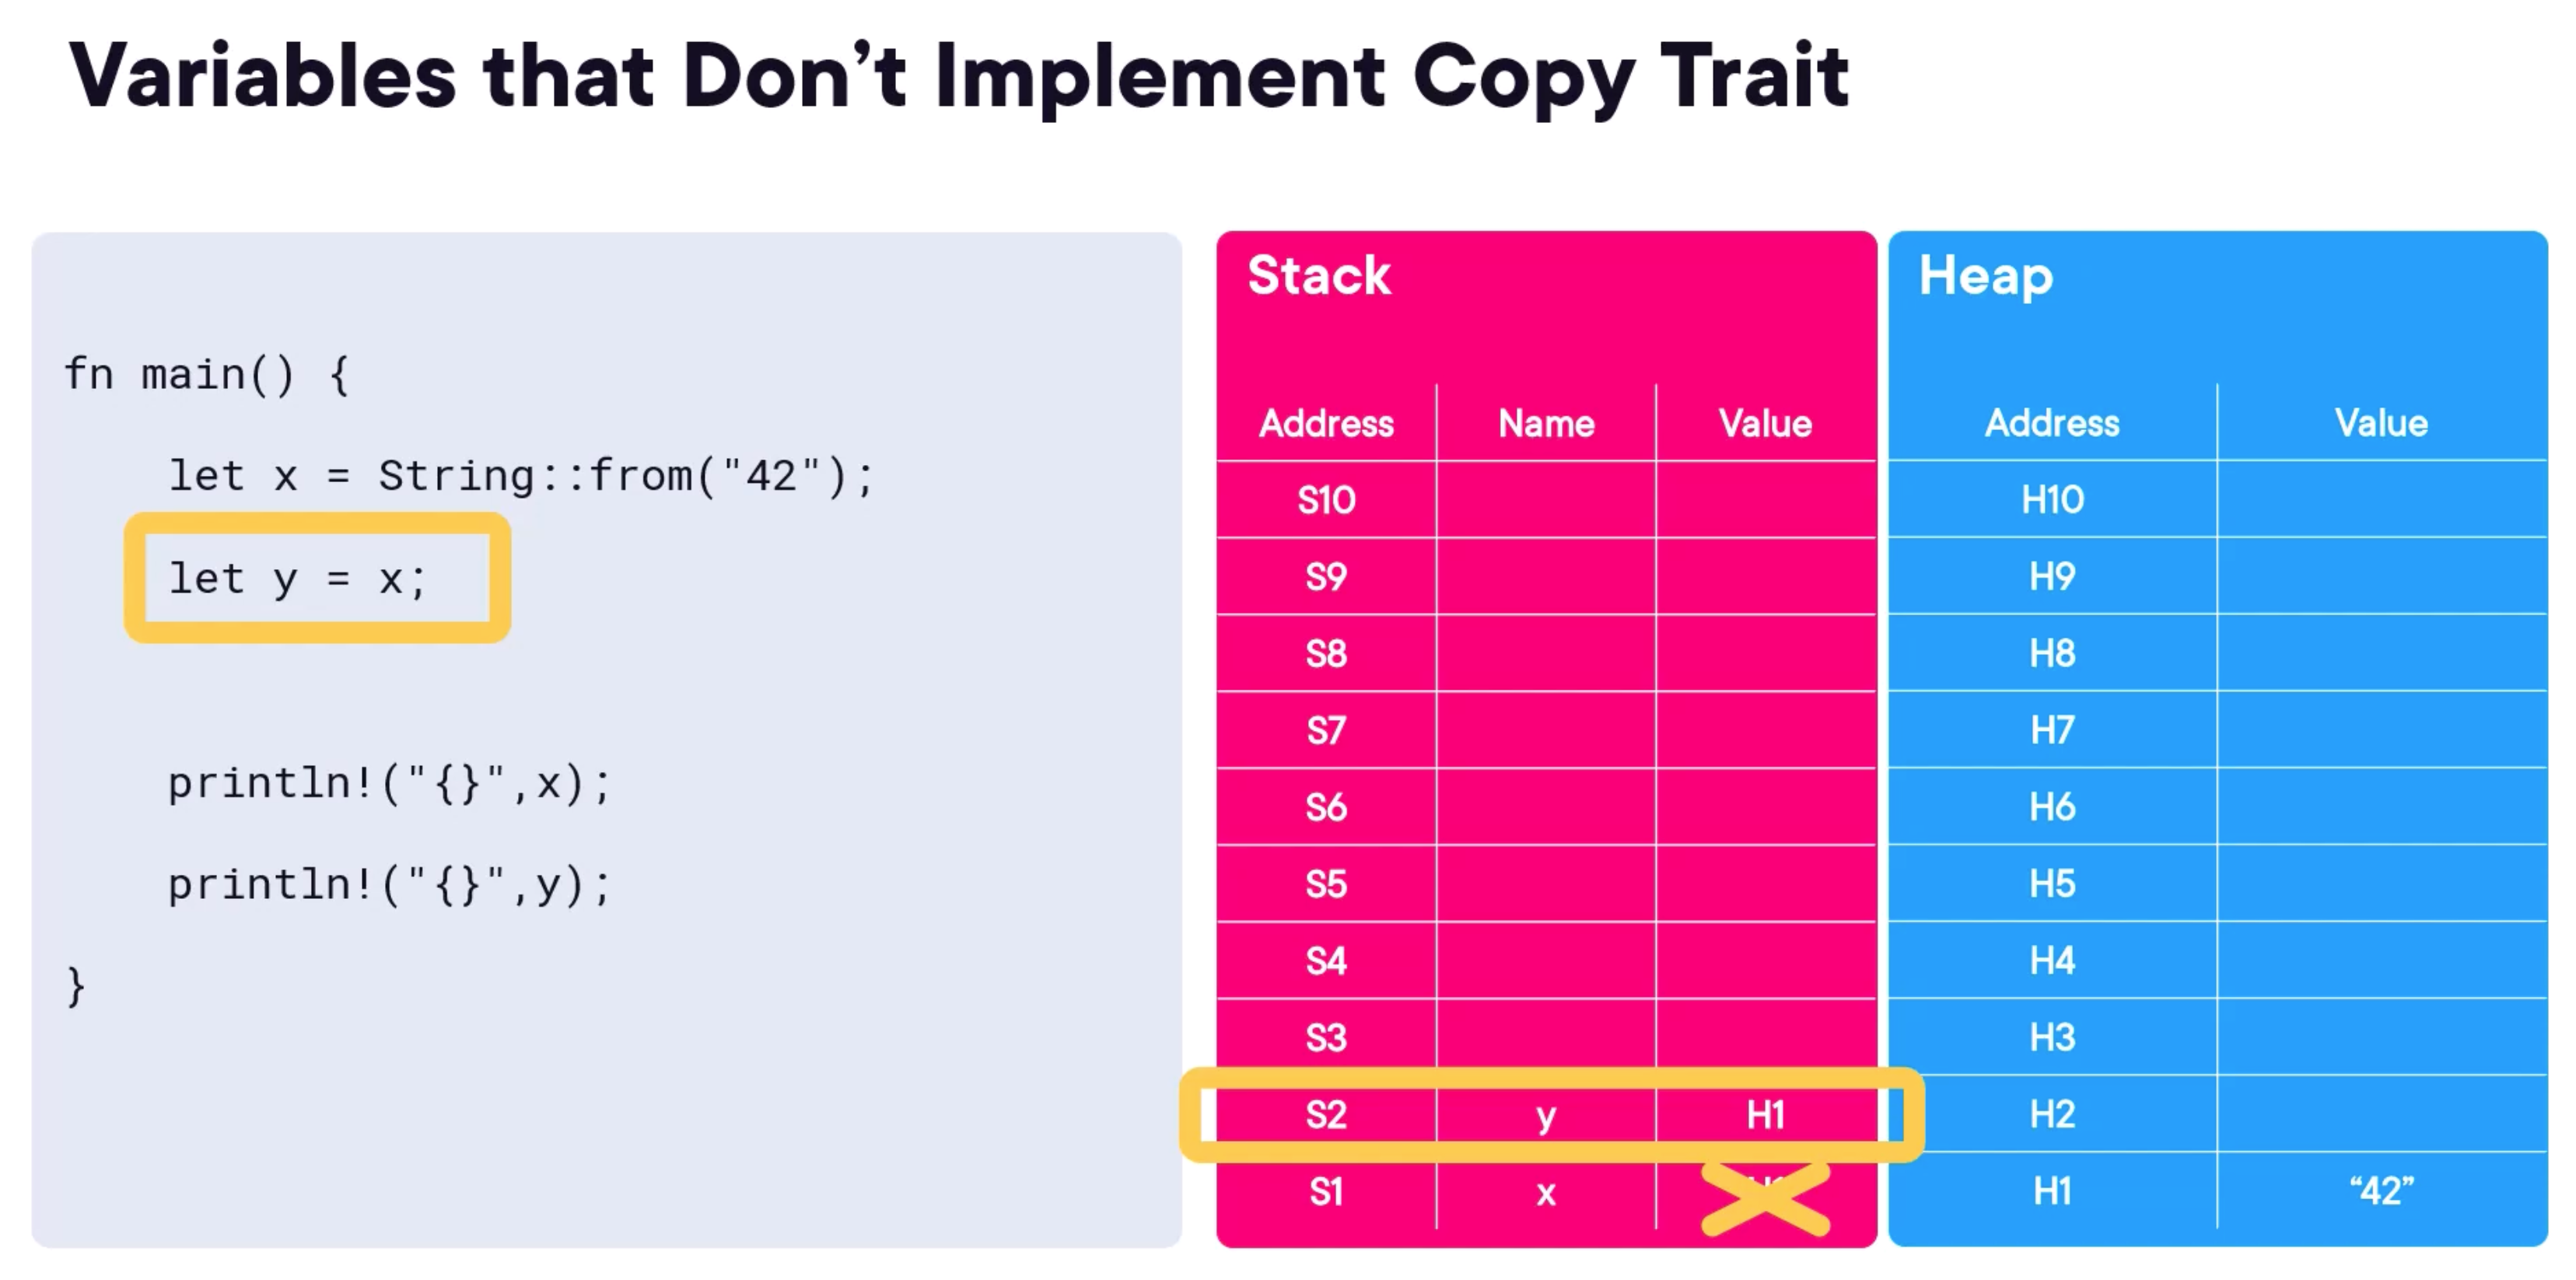 Variables that Don’t Implement Copy Trait
fn main() {
let x = String::from("42");
let y = x;
println!("{}",x);
println!("{}",y);
}
Stack
Address Name Value
S10
S9
S8
S7
S6
S5
S4
S3
S2 y H1
S1 x
Heap
Address Value
H10
H9
H8
H7
H6
H5
H4
H3
H2
H1 “42”